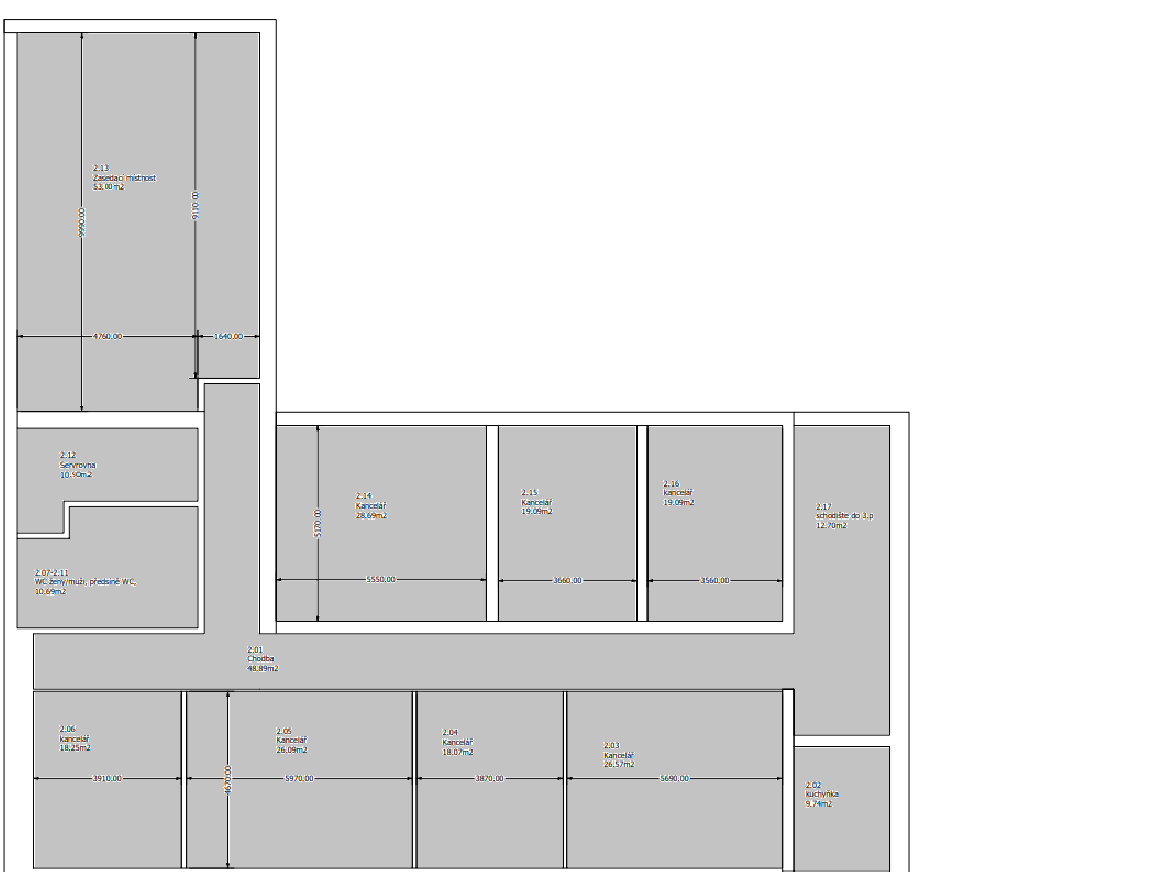 2.13
Zasedací místnost
53,00m2
9990,00
9110,00
4760,00
1640,00
2.12
Servrovna
10,90m2
2.07-2.11
WC ženy/muži, předsíně WC,
10,69m2
2.14
Kancelář
28,69m2
5170,00
5550,00
2.15
Kancelář
19,09m2
3660,00
2.16
Kancelář
19,09m2
3560,00
2.17
schodiště do 3.p
12,70m2
2.01
Chodba
48,89m2
2.06
Kancelář
18,25m2
3910,00
2.05
Kancelář
26,09m2
4670,00
5970,00
2.04
Kancelář
18,07m2
3870,00
2.03
Kancelář
26,57m2
5690,00
2.02
kuchyňka
9,74m2